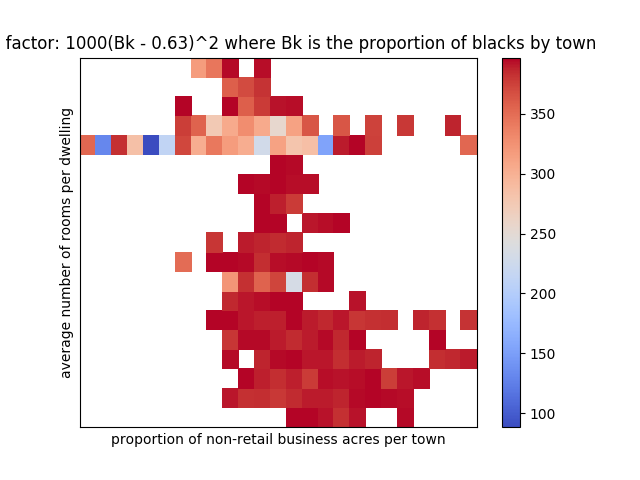 factor: 1000(Bk - 0.63)^2 where Bk is the proportion of blacks by town
average number of rooms per dwelling
350
300
250
200
150
100
proportion of non-retail business acres per town